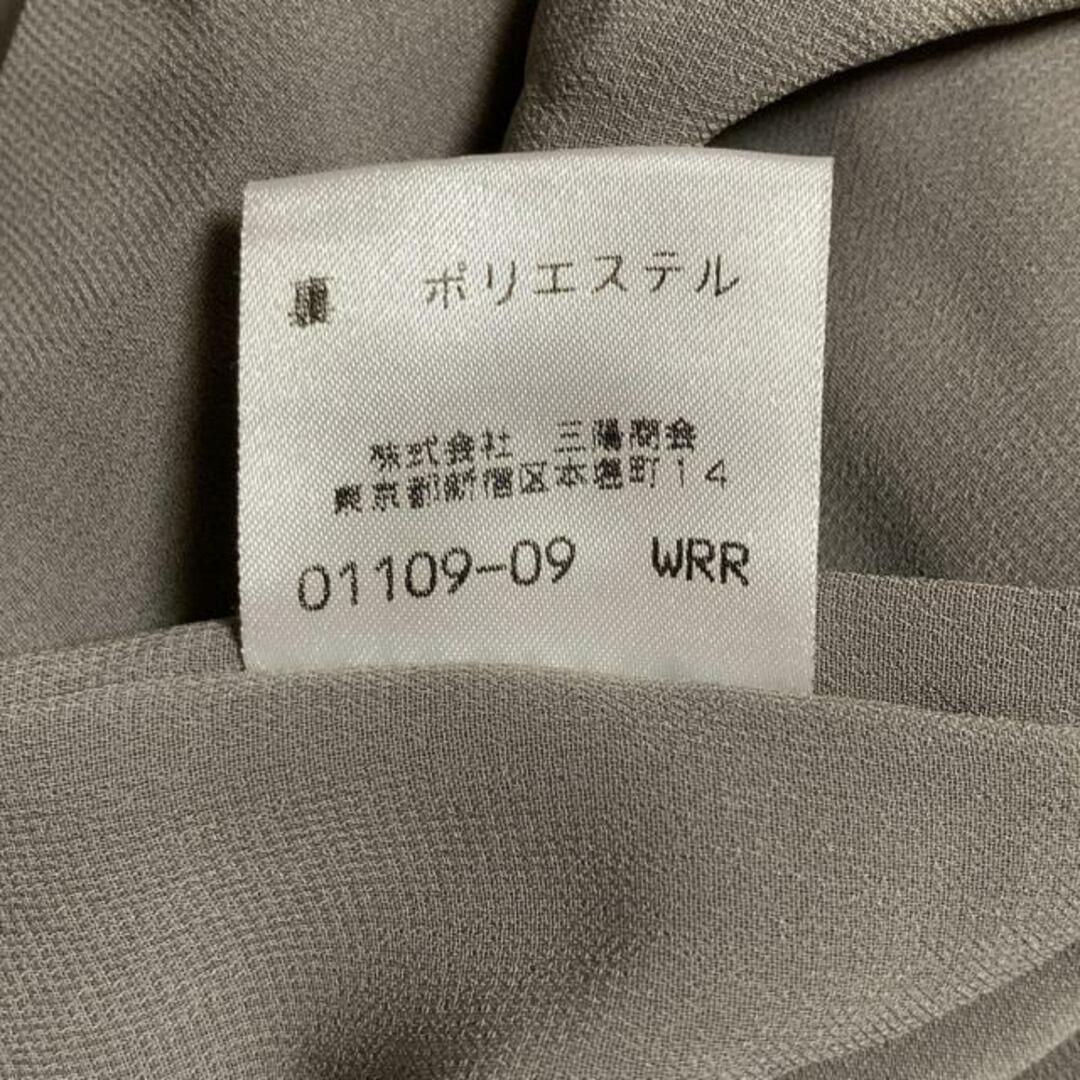 ポリエステル
株式会社 三陽商会
東京都新宿区本塩町14
01109-09 WRR